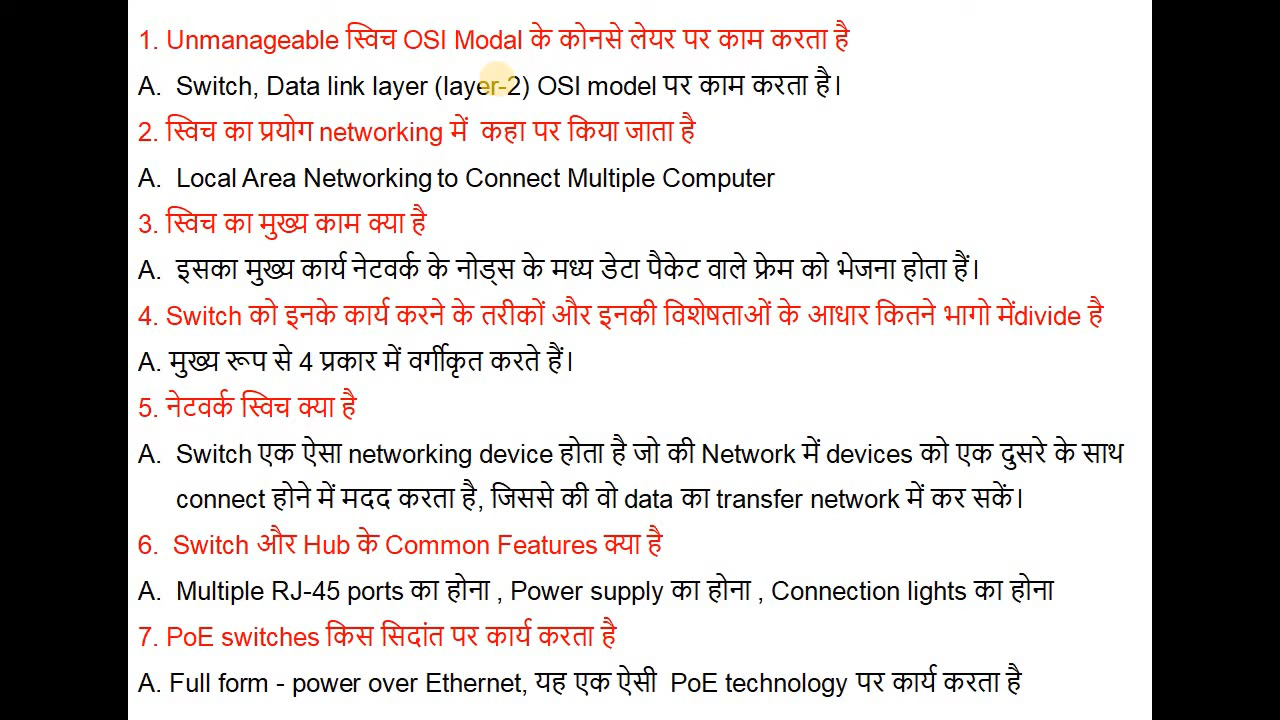 1. Unmanageable स्विच OSI Modal के कोनसे लेयर पर काम करता है
A. Switch, Data link layer (layer-2) OSI model पर काम करता है।
2. स्विच का प्रयोग networking में कहा पर किया जाता है
A. Local Area Networking to Connect Multiple Computer
3. स्विच का मुख्य काम क्या है
A. इसका मुख्य कार्य नेटवर्क के नोड्स के मध्य डेटा पैकेट वाले फ्रेम को भेजना होता हैं।
4. Switch को इनके कार्य करने के तरीकों और इनकी विशेषताओं के आधार कितने भागो मेंdivide है
A. मुख्य रूप से 4 प्रकार में वर्गीकृत करते हैं।
5. नेटवर्क स्विच क्या है
A. Switch एक ऐसा networking device होता है जो की Network में devices को एक दुसरे के साथ
connect होने में मदद करता है, जिससे की वो data का transfer network में कर सकें।
6. Switch और Hub के Common Features क्या है
A. Multiple RJ-45 ports का होना , Power supply का होना , Connection lights का होना
7. PoE switches किस सिदांत पर कार्य करता है
A. Full form - power over Ethernet, यह एक ऐसी PoE technology पर कार्य करता है